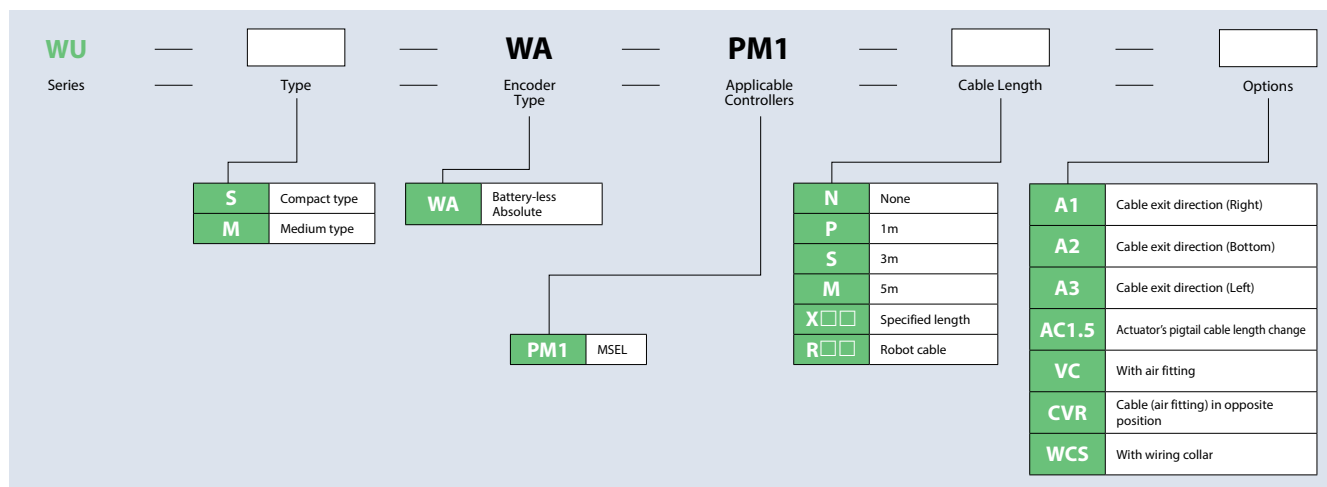 WU — — WA — PM1 — —
Series — Type — Encoder Type — Applicable Controllers — Cable Length — Options
S Compact type
M Medium type
WA Battery-less Absolute
PM1 MSEL
N None
P 1m
S 3m
M 5m
X□□ Specified length
R□□ Robot cable
A1 Cable exit direction (Right)
A2 Cable exit direction (Bottom)
A3 Cable exit direction (Left)
AC1.5 Actuator's pigtail cable length change
VC With air fitting
CVR Cable (air fitting) in opposite position
WCS With wiring collar